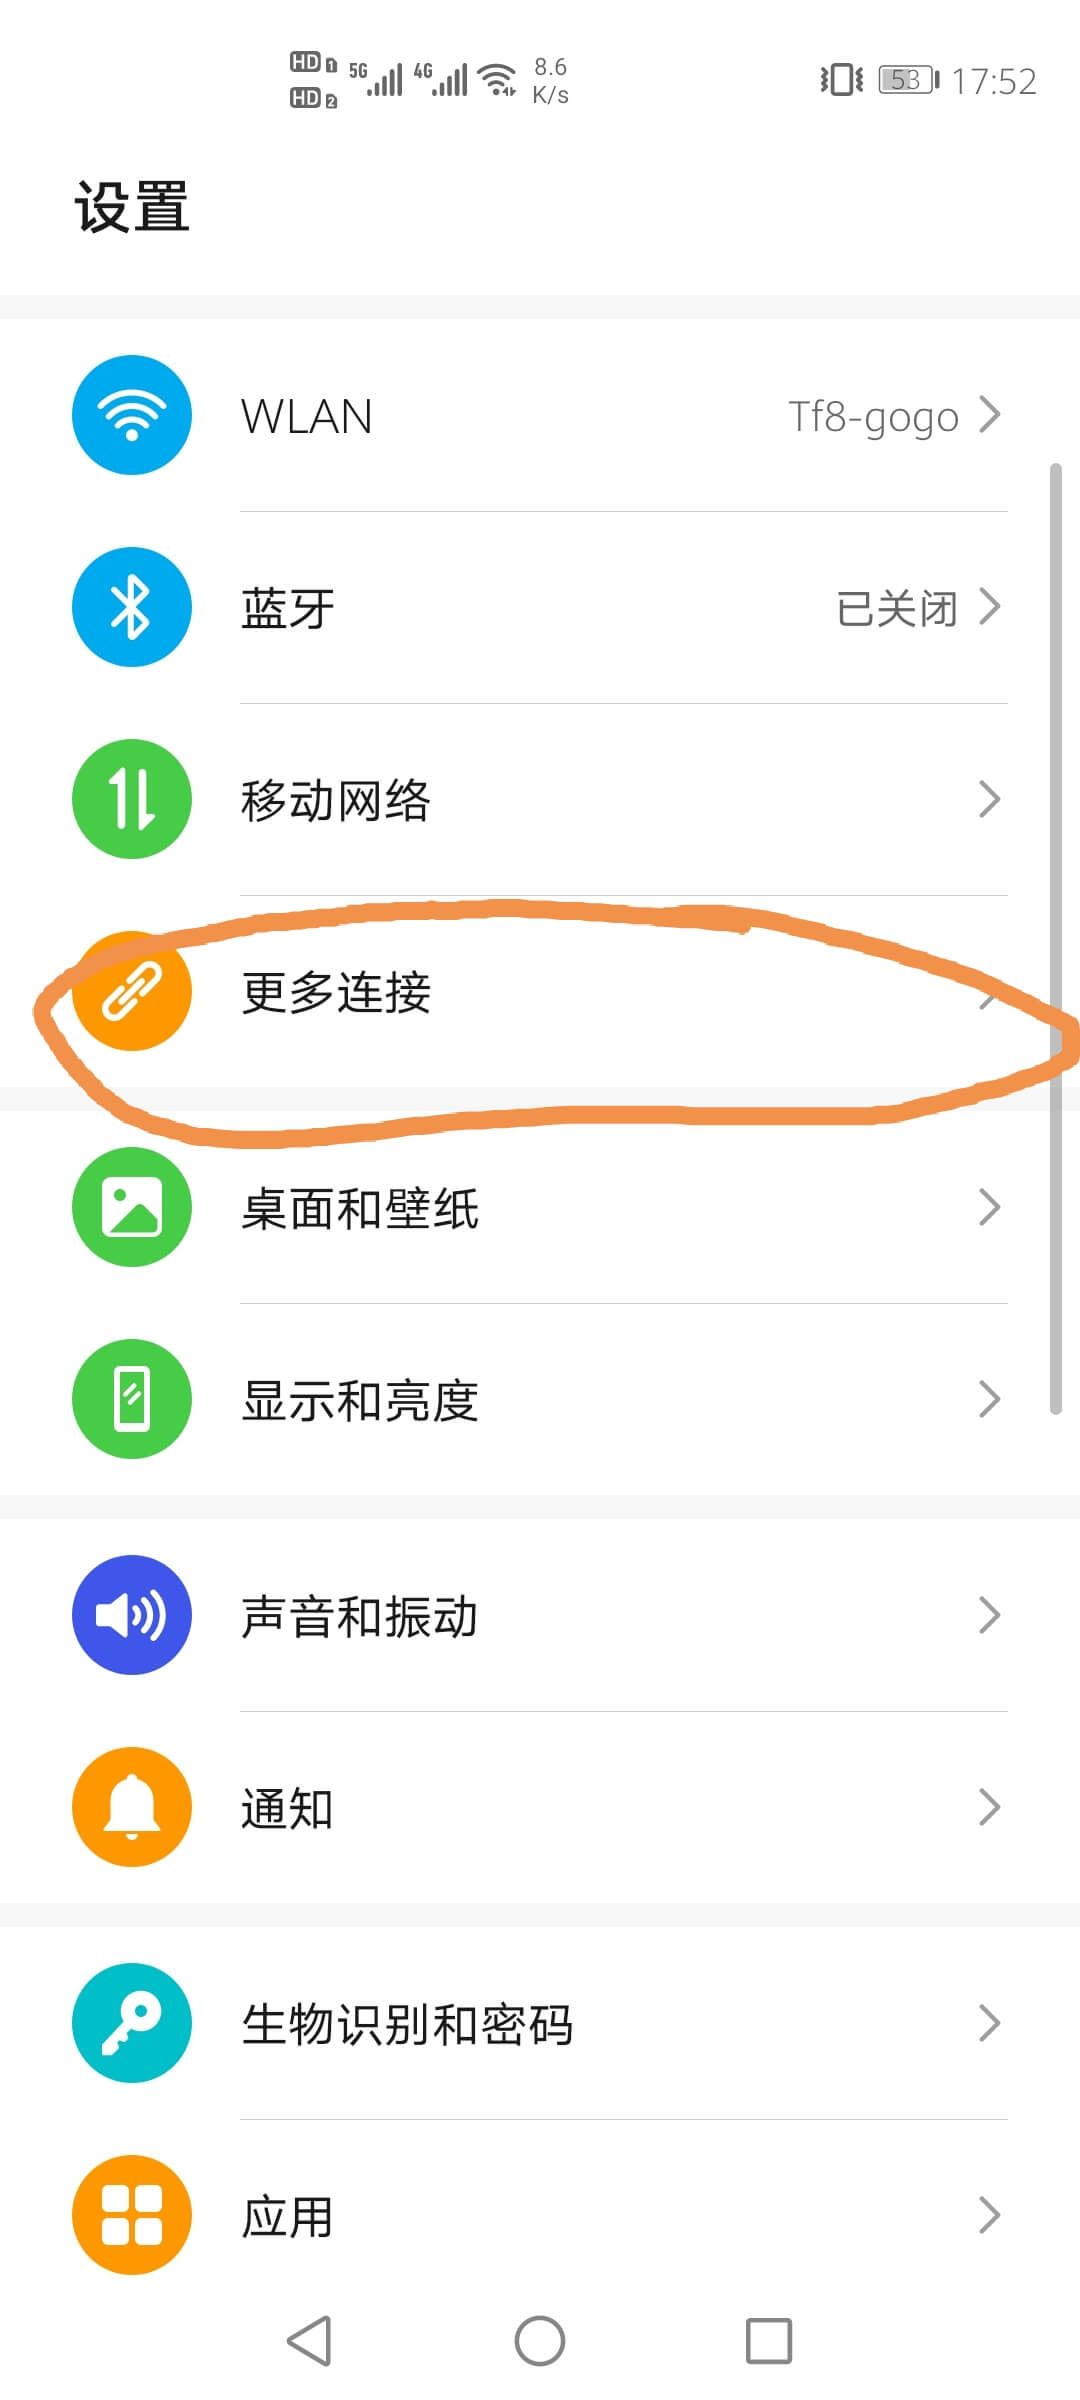 HD 1 5G 4G 8.6
HD 2 K/s
53 17:52
设置
WLAN Tf8-gogo
蓝牙 已关闭
移动网络
更多连接
桌面和壁纸
显示和亮度
声音和振动
通知
生物识别和密码
应用